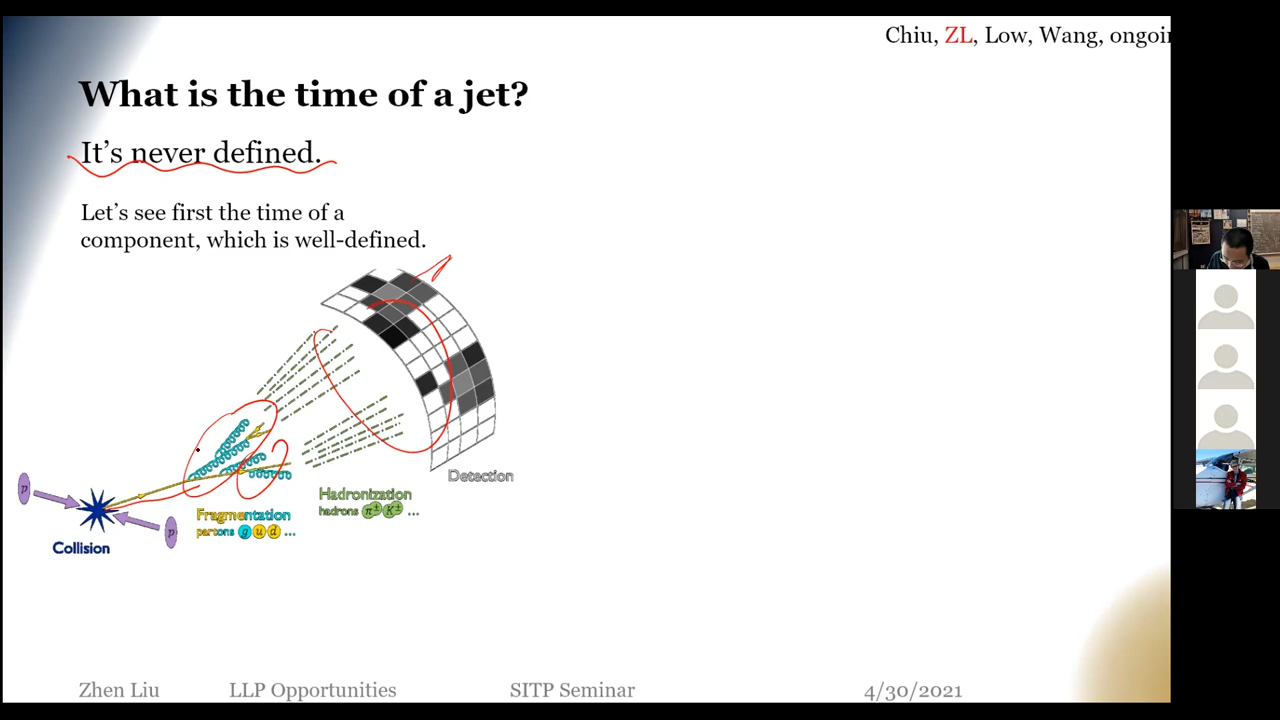 Chiu, ZL, Low, Wang, ongoin
What is the time of a jet?
It's never defined.
Let's see first the time of a
component, which is well-defined.
Detection
p
Hadronization
hadrons π± K± ...
Fragmentation
partons g u d ...
p
Collision
Zhen Liu LLP Opportunities SITP Seminar 4/30/2021